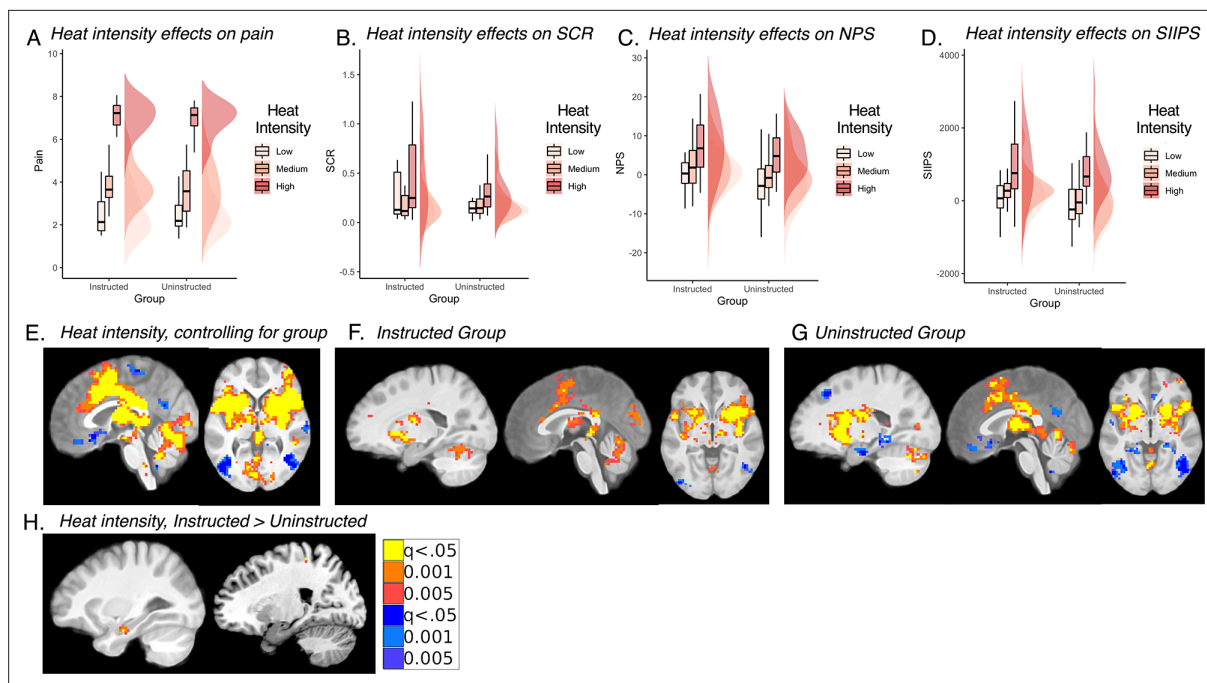 A Heat intensity effects on pain
10
8
6
4
2
0
Pain
Instructed Uninstructed
Group
Heat
Intensity
Low
Medium
High
B. Heat intensity effects on SCR
1.5
1.0
0.5
0.0
-0.5
SCR
Instructed Uninstructed
Group
Heat
Intensity
Low
Medium
High
C. Heat intensity effects on NPS
30
20
10
0
-10
-20
NPS
Instructed Uninstructed
Group
Heat
Intensity
Low
Medium
High
D. Heat intensity effects on SIIPS
4000
2000
0
-2000
SIIPS
Instructed Uninstructed
Group
Heat
Intensity
Low
Medium
High
E. Heat intensity, controlling for group
F. Instructed Group
G. Uninstructed Group
H. Heat intensity, Instructed > Uninstructed
q<.05
0.001
0.005
q<.05
0.001
0.005